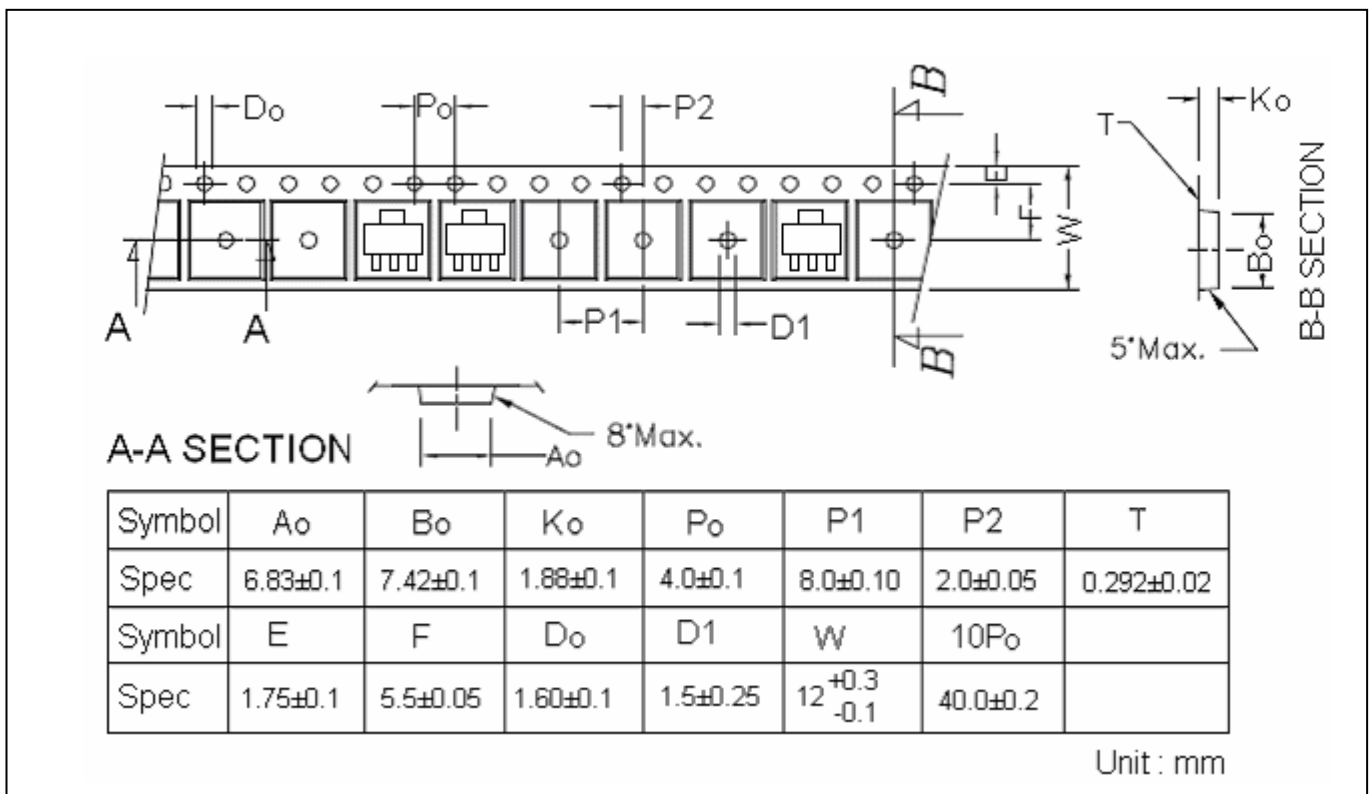 B
Do
Po
P2
Ko
T
E
F
W
Bo
B-B SECTION
A
A
P1
D1
B
5°Max.
8°Max.
A-A SECTION
Ao
Symbol Ao Bo Ko Po P1 P2 T
Spec 6.83±0.1 7.42±0.1 1.88±0.1 4.0±0.1 8.0±0.10 2.0±0.05 0.292±0.02
Symbol E F Do D1 W 10Po
Spec 1.75±0.1 5.5±0.05 1.60±0.1 1.5±0.25 12 +0.3 -0.1 40.0±0.2
Unit : mm